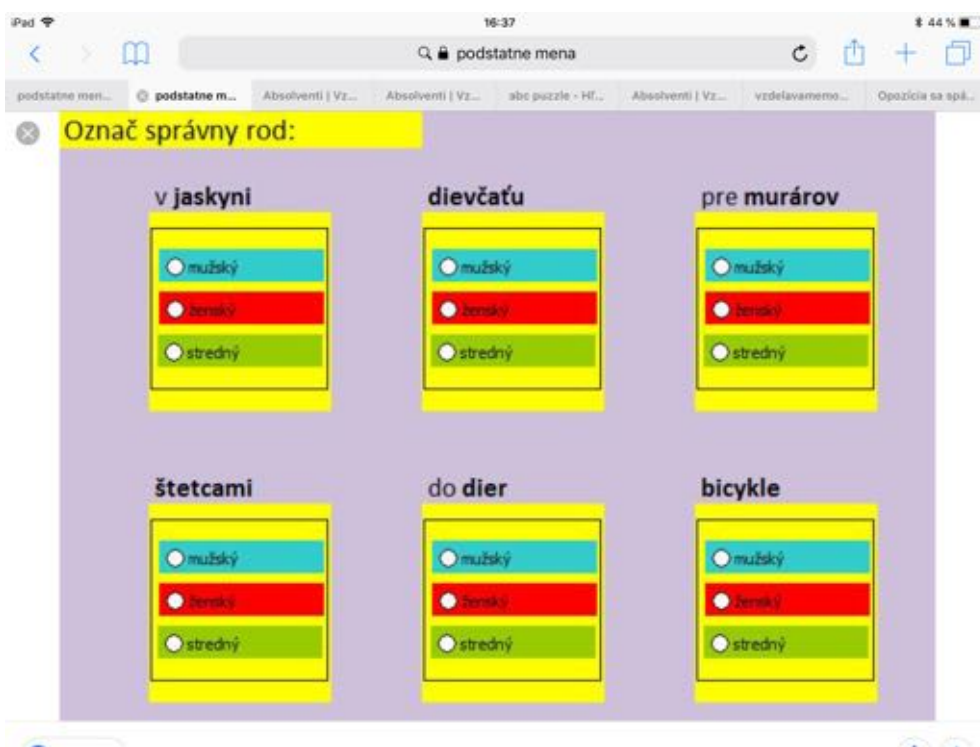 iPad 16:37 44 %
podstatne mena
podstatne men... podstatne m... Absolventi | Vz... Absolventi | Vz... abc puzzle - Hľ... Absolventi | Vz... vzdelavamemo... Opozícia sa spá...
Označ správny rod:
v jaskyni dievčaťu pre murárov
mužský mužský mužský
ženský ženský ženský
stredný stredný stredný
štetcami do dier bicykle
mužský mužský mužský
ženský ženský ženský
stredný stredný stredný